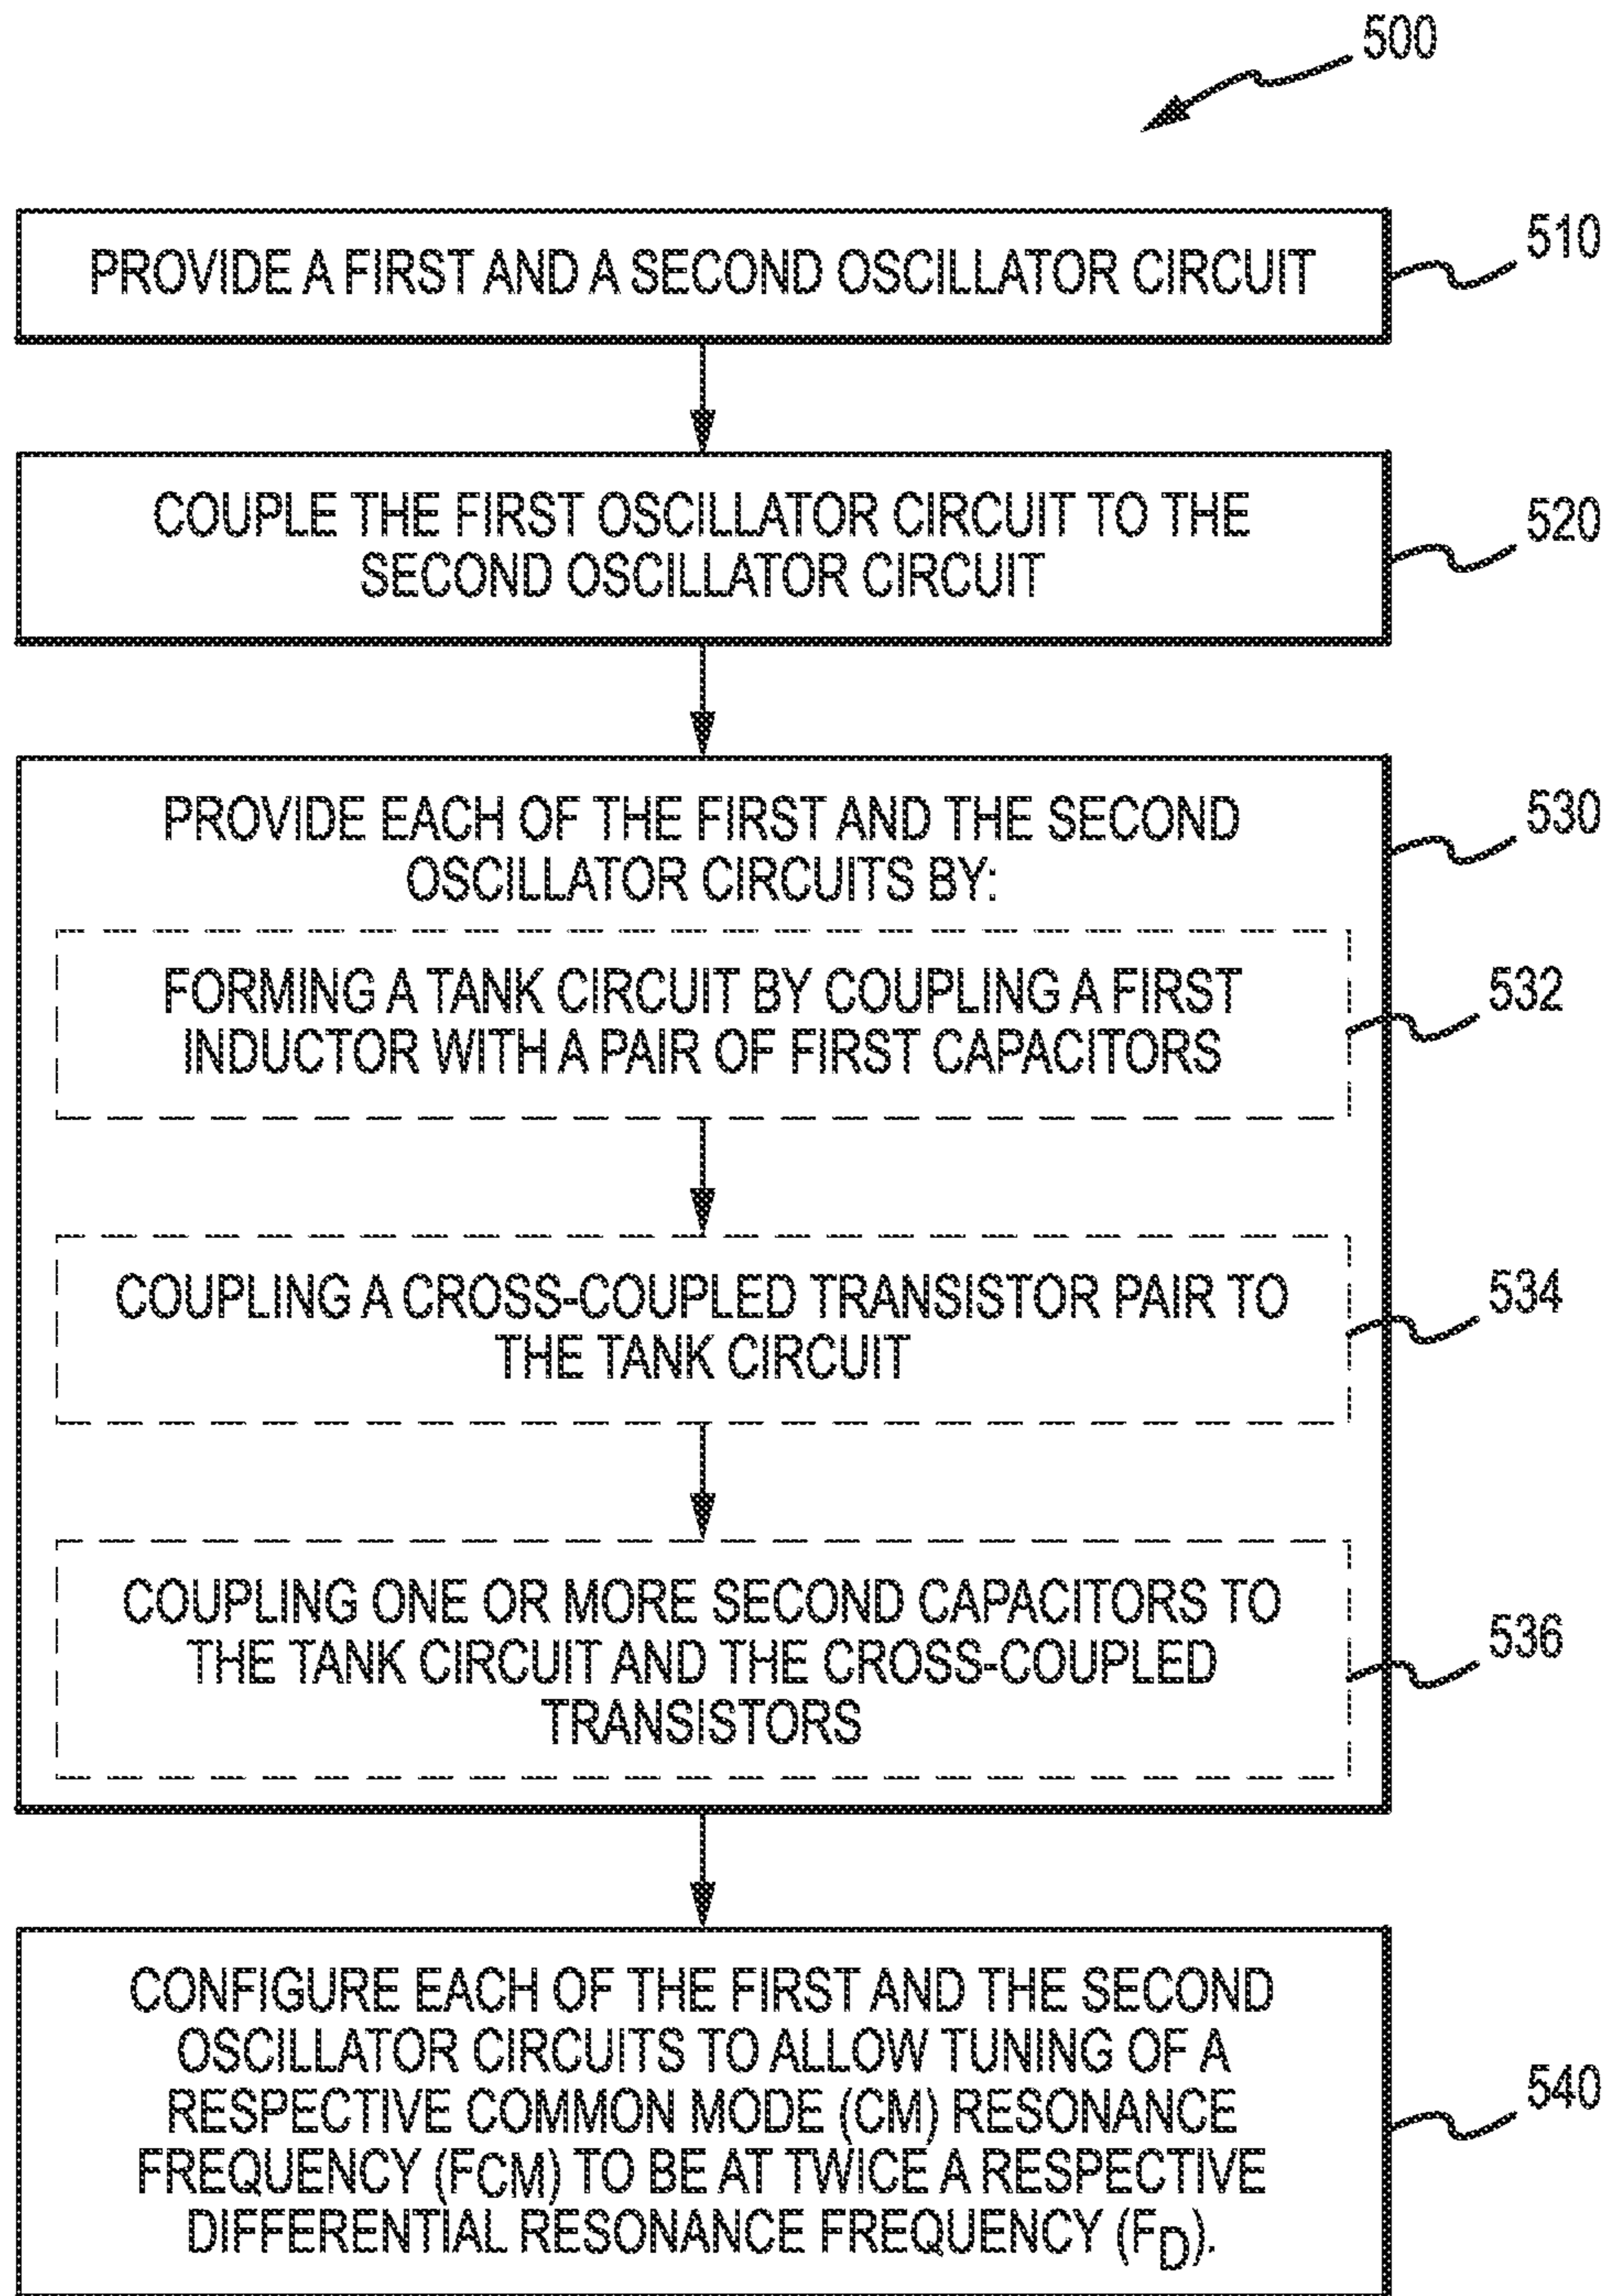 500
PROVIDE A FIRST AND A SECOND OSCILLATOR CIRCUIT
510
COUPLE THE FIRST OSCILLATOR CIRCUIT TO THE
SECOND OSCILLATOR CIRCUIT
520
PROVIDE EACH OF THE FIRST AND THE SECOND
OSCILLATOR CIRCUITS BY:
530
FORMING A TANK CIRCUIT BY COUPLING A FIRST
INDUCTOR WITH A PAIR OF FIRST CAPACITORS
532
COUPLING A CROSS-COUPLED TRANSISTOR PAIR TO
THE TANK CIRCUIT
534
COUPLING ONE OR MORE SECOND CAPACITORS TO
THE TANK CIRCUIT AND THE CROSS-COUPLED
TRANSISTORS
536
CONFIGURE EACH OF THE FIRST AND THE SECOND
OSCILLATOR CIRCUITS TO ALLOW TUNING OF A
RESPECTIVE COMMON MODE (CM) RESONANCE
FREQUENCY (FCM) TO BE AT TWICE A RESPECTIVE
DIFFERENTIAL RESONANCE FREQUENCY (FD).
540